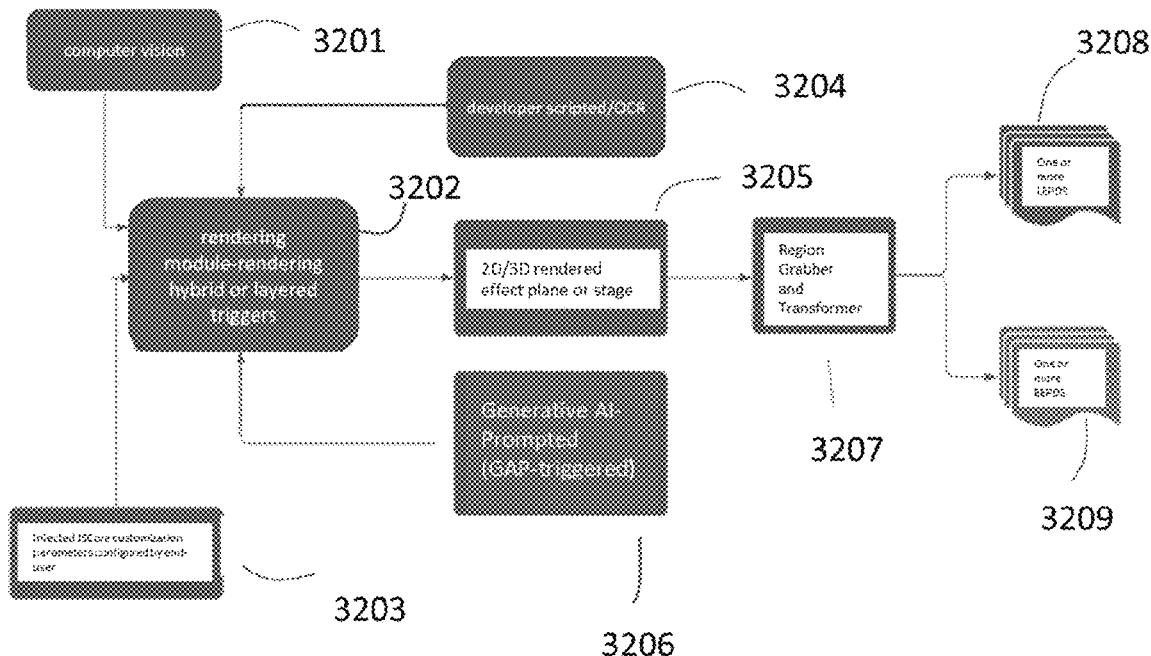 computer vision
3201
developer scripted/OCR
3204
3208
One or
more
LEPDS
3202
3205
rendering
module-rendering
hybrid or layered
triggers
2D/3D rendered
effect plane or stage
Region
Grabber
and
Transformer
Generative AI-
Prompted
(GAP-triggered)
3207
One or
more
3209
Injected JSCore customization
parameters configured by end-
user
3203
3206